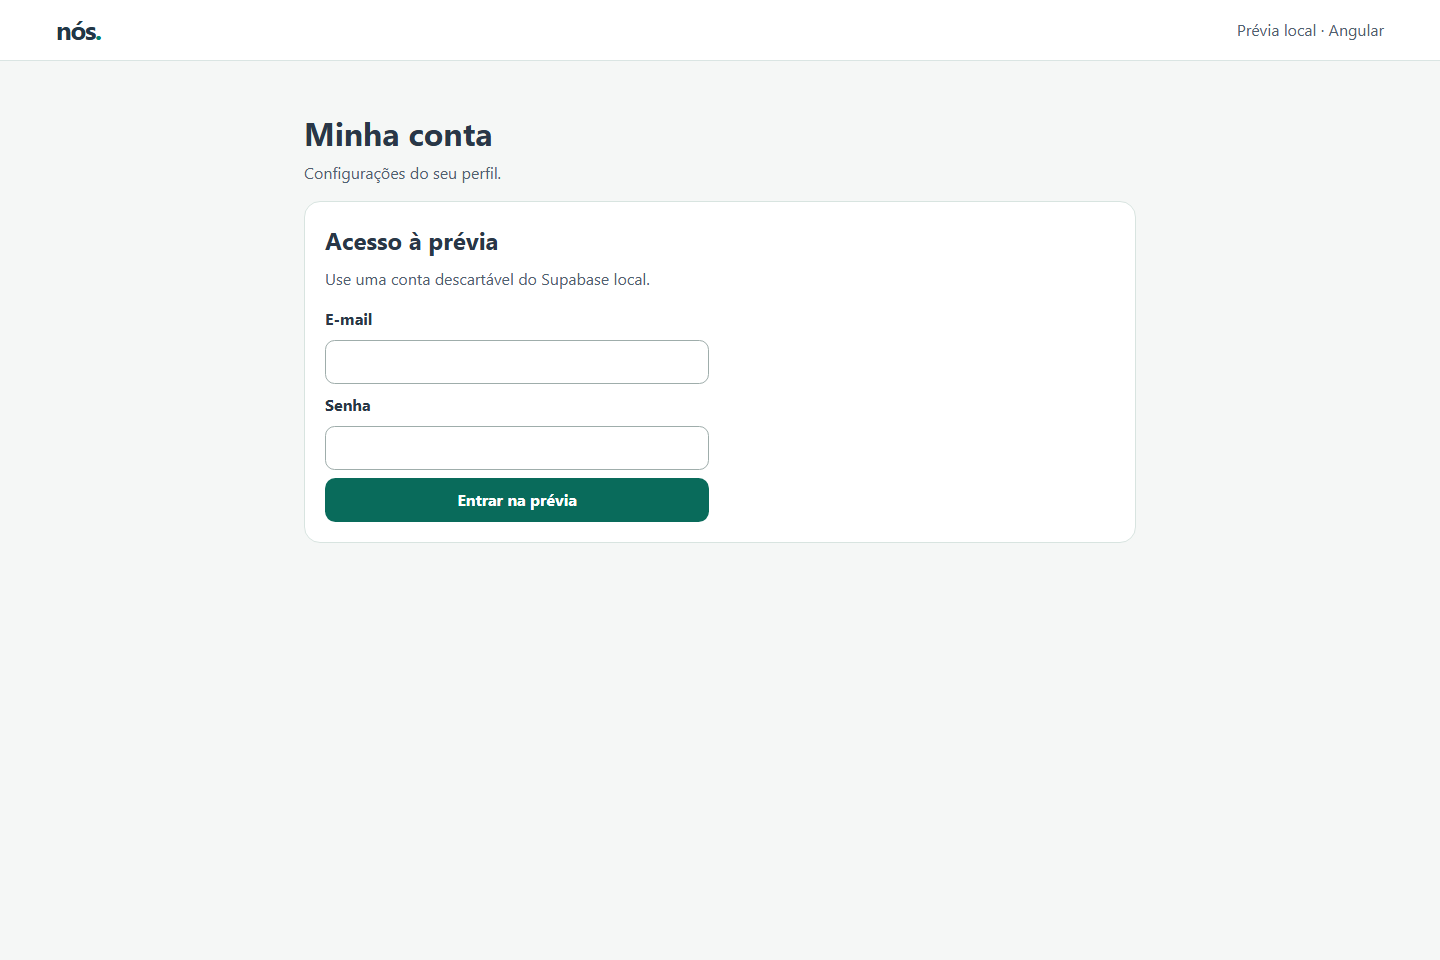 nós.
Prévia local · Angular
Minha conta
Configurações do seu perfil.
Acesso à prévia
Use uma conta descartável do Supabase local.
E-mail
Senha
Entrar na prévia